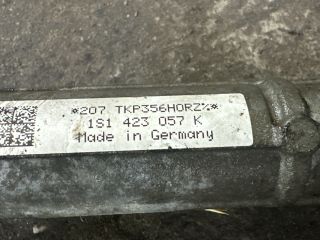 *207 TKP356HORZ%*
1S1 423 057 K
Made in Germany